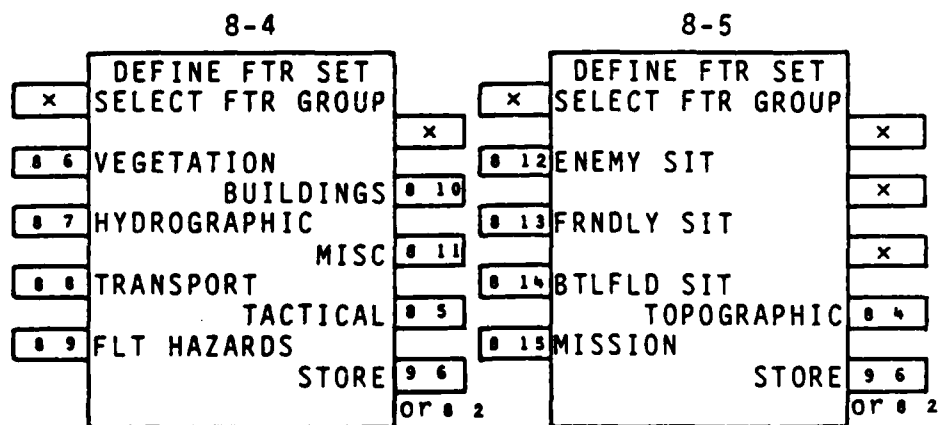 8-4
DEFINE FTR SET
× SELECT FTR GROUP
×
8 6 VEGETATION
BUILDINGS 8 10
8 7 HYDROGRAPHIC
MISC 8 11
8 8 TRANSPORT
TACTICAL 8 5
8 9 FLT HAZARDS
STORE 9 6
or 8 2
8-5
DEFINE FTR SET
× SELECT FTR GROUP
×
8 12 ENEMY SIT
×
8 13 FRNDLY SIT
×
8 14 BTLFLD SIT
TOPOGRAPHIC 8 4
8 15 MISSION
STORE 9 6
or 8 2